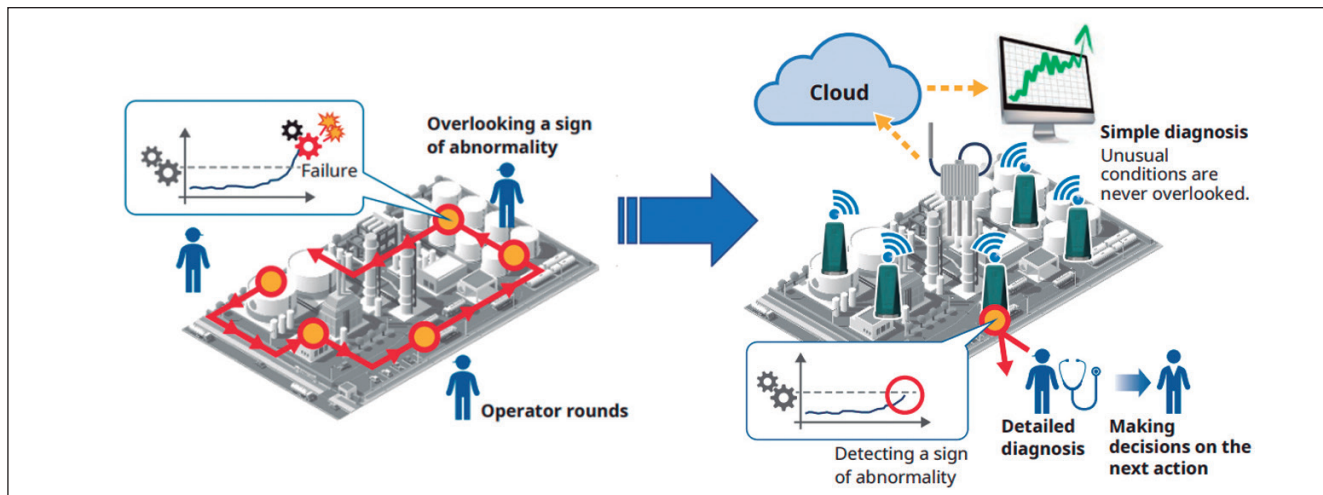 Overlooking a sign
of abnormality
Failure
Operator rounds
Cloud
Simple diagnosis
Unusual
conditions are
never overlooked.
Detecting a sign
of abnormality
Detailed
diagnosis
Making
decisions on the
next action